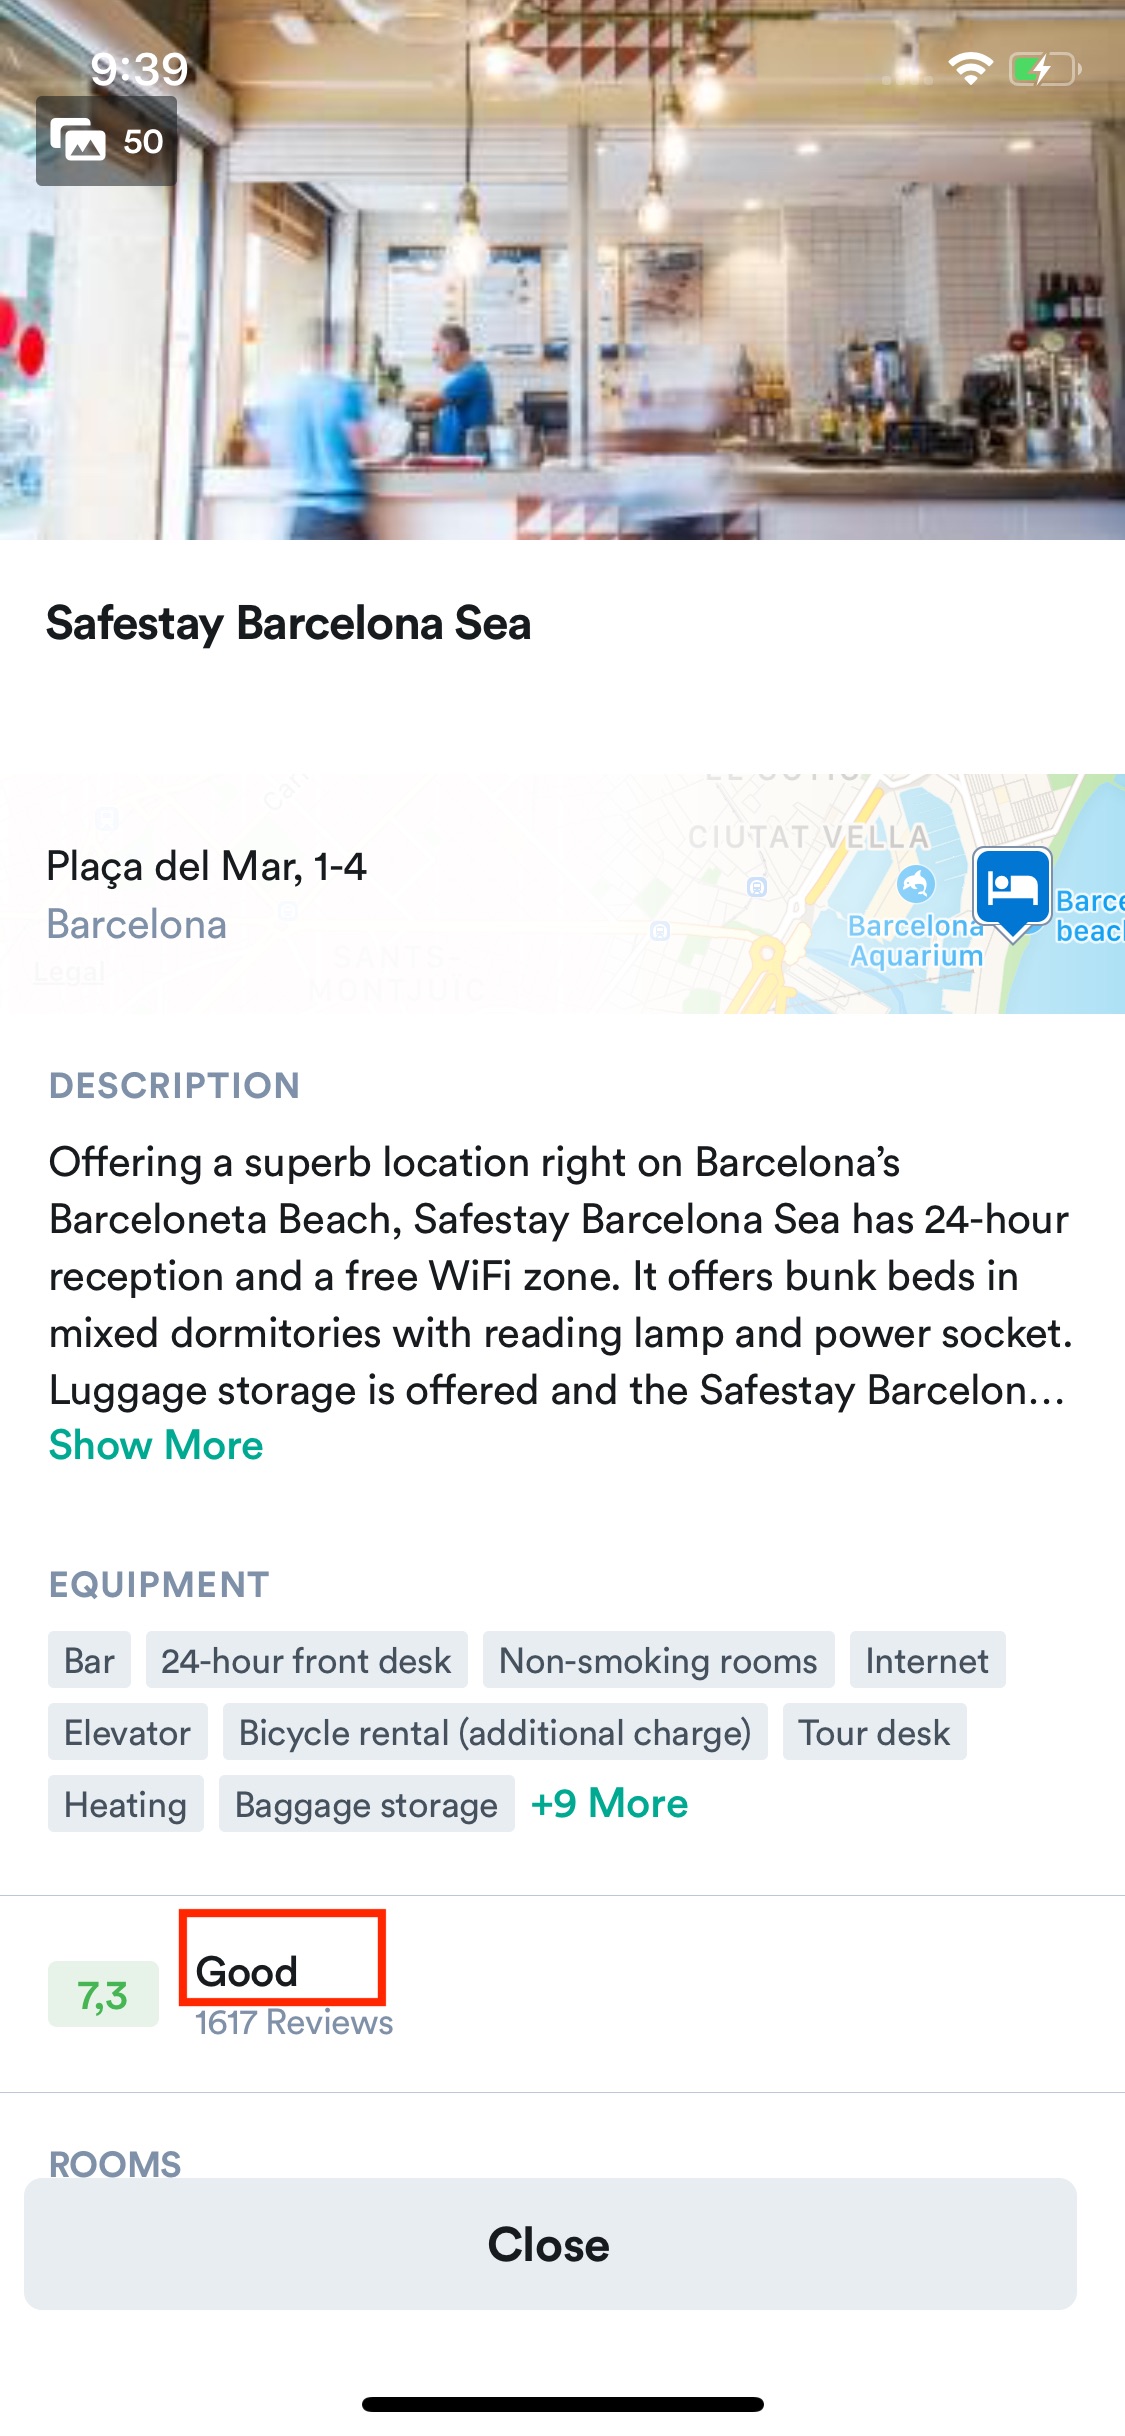 9:39
50
Safestay Barcelona Sea
CIUTAT VELLA
Plaça del Mar, 1-4
Barcelona
Barcelona
Aquarium
Legal
SANTS-
MONTJUÏC
DESCRIPTION
Offering a superb location right on Barcelona’s
Barceloneta Beach, Safestay Barcelona Sea has 24-hour
reception and a free WiFi zone. It offers bunk beds in
mixed dormitories with reading lamp and power socket.
Luggage storage is offered and the Safestay Barcelon…
Show More
EQUIPMENT
Bar 24-hour front desk Non-smoking rooms Internet
Elevator Bicycle rental (additional charge) Tour desk
Heating Baggage storage +9 More
7,3
Good
1617 Reviews
ROOMS
Close